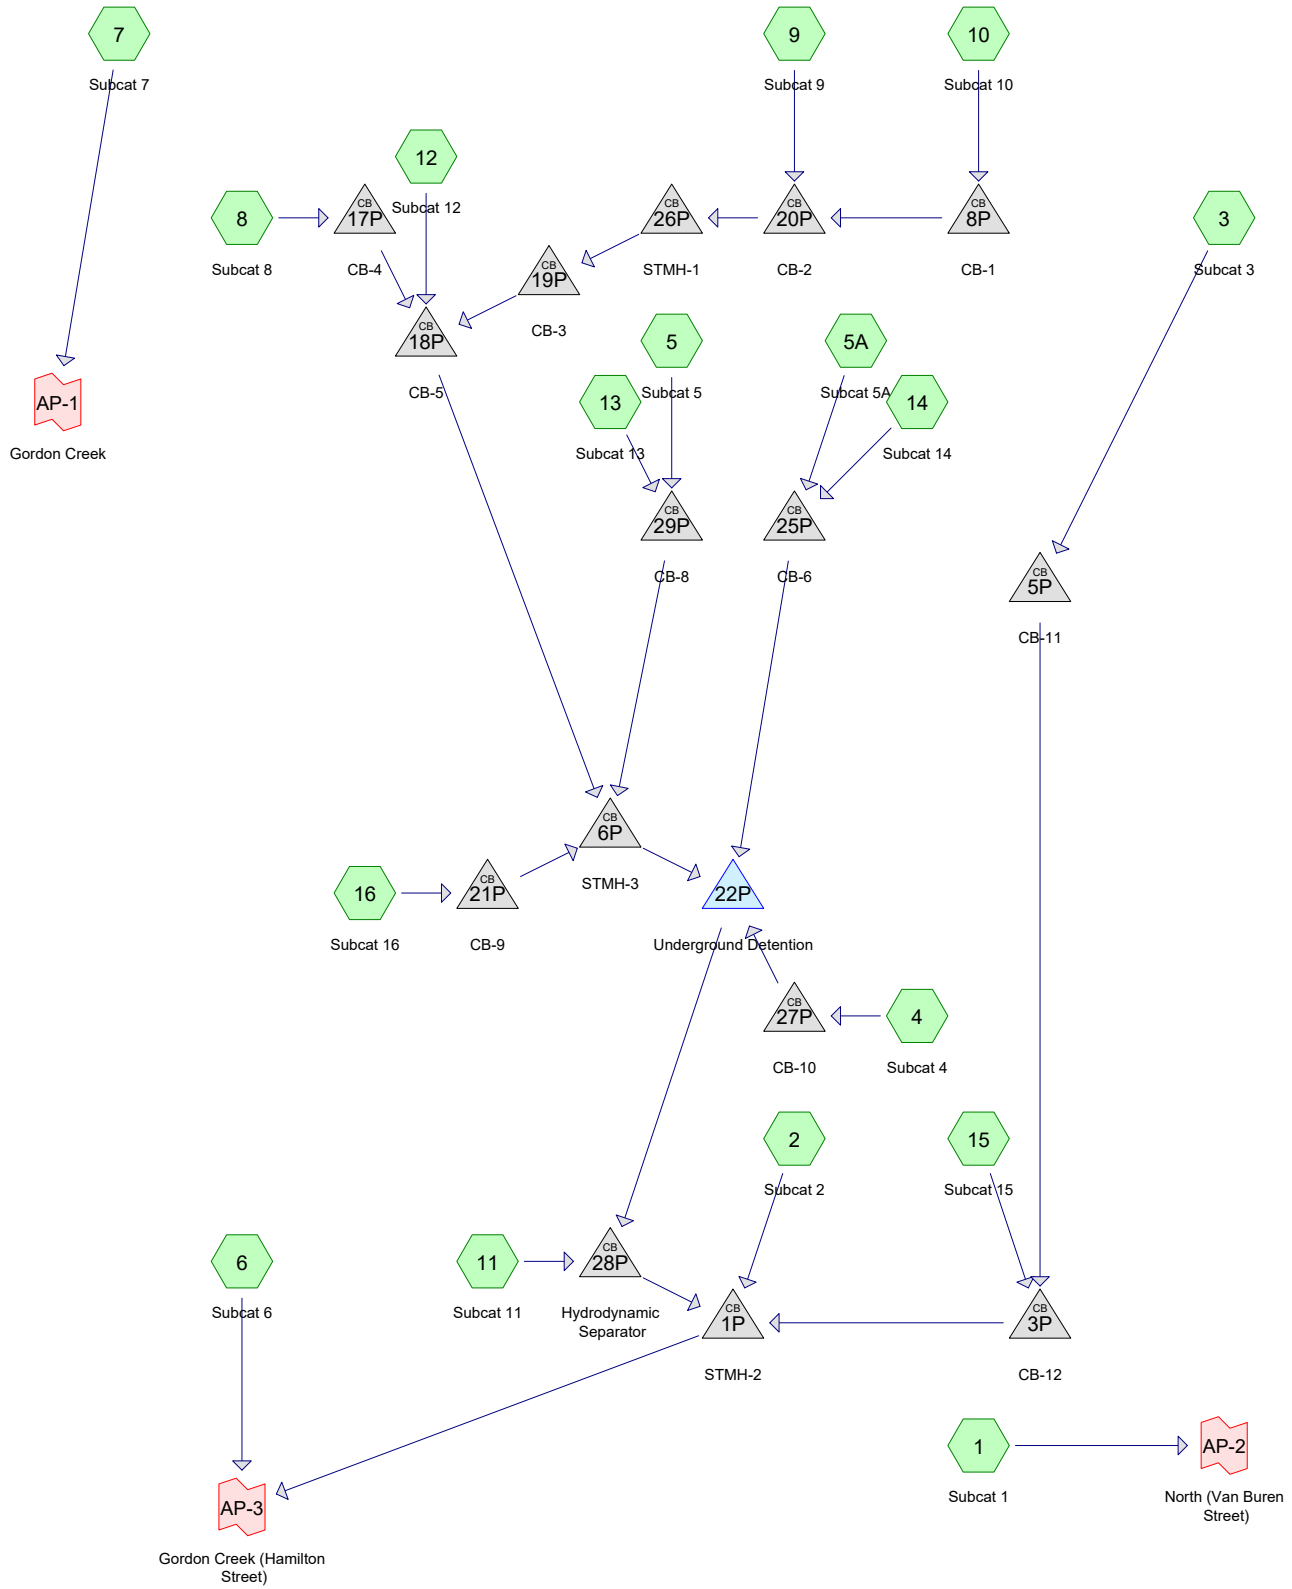 7
Subcat 7
9
Subcat 9
10
Subcat 10
12
Subcat 12
8
Subcat 8
CB
17P
CB-4
CB
26P
STMH-1
CB
20P
CB-2
CB
8P
CB-1
3
Subcat 3
CB
19P
CB-3
CB
18P
CB-5
5
Subcat 5
5A
Subcat 5A
AP-1
Gordon Creek
13
Subcat 13
14
Subcat 14
CB
29P
CB-8
CB
25P
CB-6
CB
5P
CB-11
CB
6P
STMH-3
16
Subcat 16
CB
21P
CB-9
22P
Underground Detention
CB
27P
CB-10
4
Subcat 4
2
Subcat 2
15
Subcat 15
6
Subcat 6
11
Subcat 11
CB
28P
Hydrodynamic
Separator
CB
1P
STMH-2
CB
3P
CB-12
1
Subcat 1
AP-2
North (Van Buren
Street)
AP-3
Gordon Creek (Hamilton
Street)